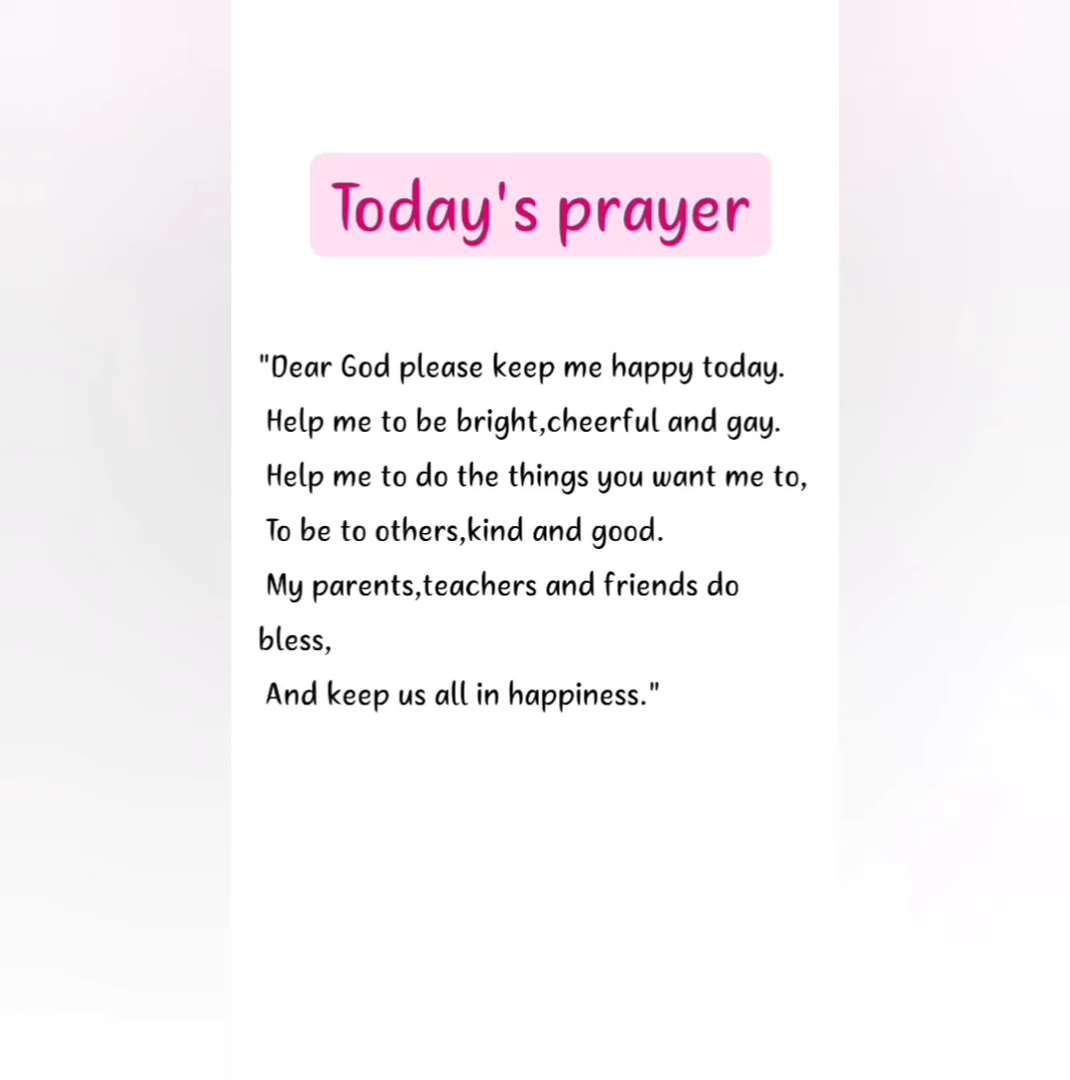 Today's prayer
"Dear God please keep me happy today.
Help me to be bright,cheerful and gay.
Help me to do the things you want me to,
To be to others,kind and good.
My parents,teachers and friends do
bless,
And keep us all in happiness."